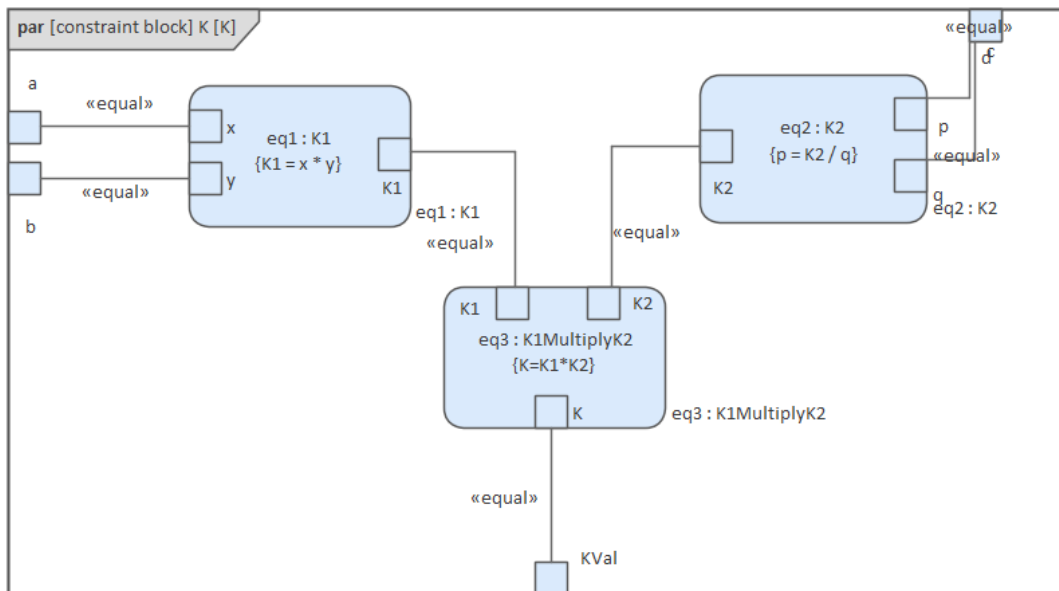 par [constraint block] K [K]
a
«equal»
x
eq1 : K1
{K1 = x * y}
K1
y
«equal»
b
eq1 : K1
«equal»
«equal»
c
d
eq2 : K2
{p = K2 / q}
p
«equal»
K2
q
eq2 : K2
«equal»
K1
K2
eq3 : K1MultiplyK2
{K=K1*K2}
K
eq3 : K1MultiplyK2
«equal»
KVal